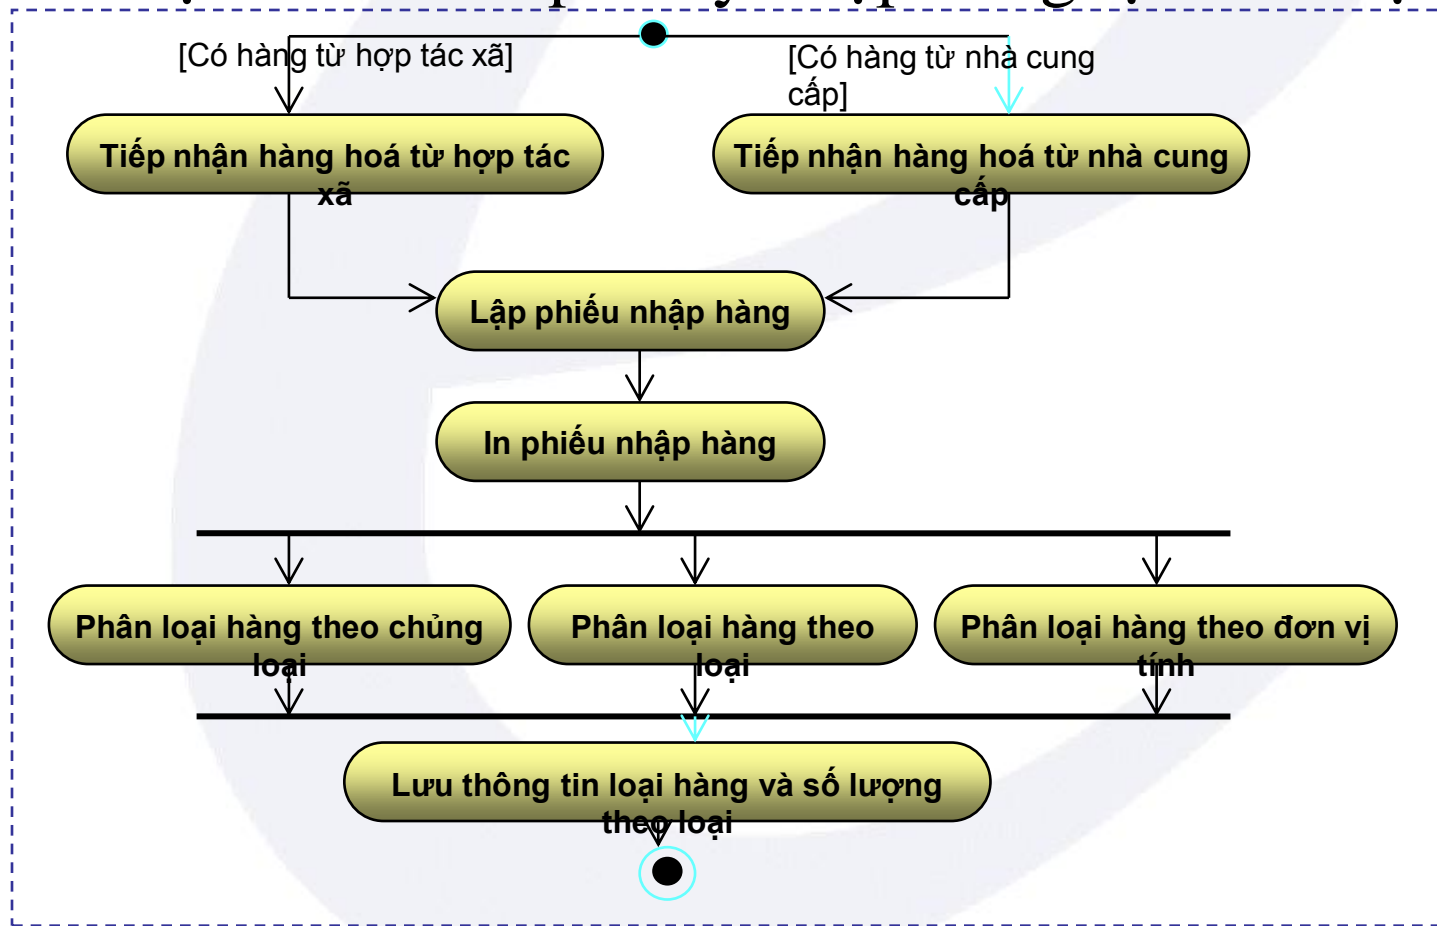 [Có hàng từ hợp tác xã]
[Có hàng từ nhà cung
cấp]
Tiếp nhận hàng hoá từ hợp tác
xã
Tiếp nhận hàng hoá từ nhà cung
cấp
Lập phiếu nhập hàng
In phiếu nhập hàng
Phân loại hàng theo chủng
loại
Phân loại hàng theo
loại
Phân loại hàng theo đơn vị
tính
Lưu thông tin loại hàng và số lượng
theo loại